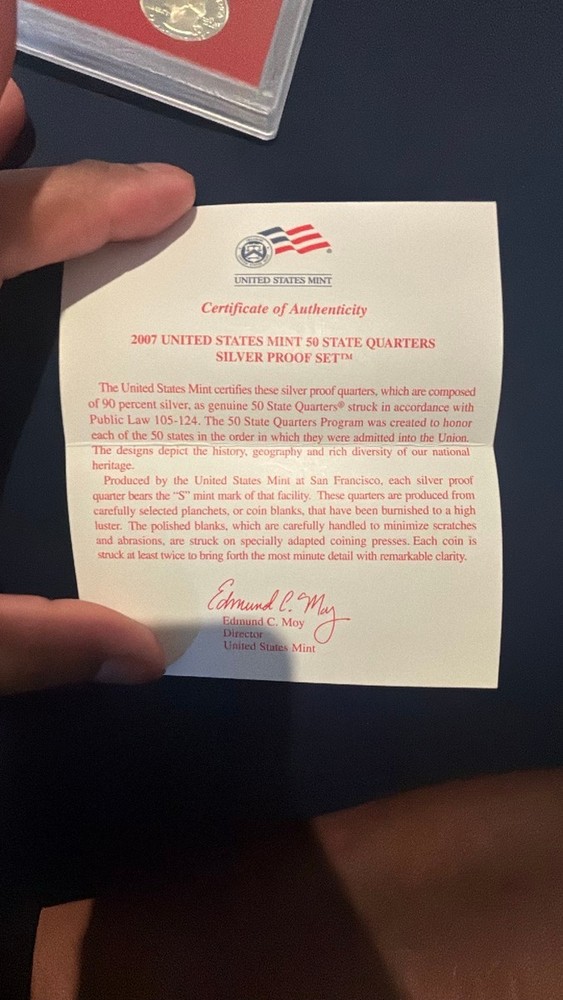 UNITED STATES MINT
Certificate of Authenticity
2007 UNITED STATES MINT 50 STATE QUARTERS
SILVER PROOF SET™
The United States Mint certifies these silver proof quarters, which are composed
of 90 percent silver, as genuine 50 State Quarters® struck in accordance with
Public Law 105-124. The 50 State Quarters Program was created to honor
each of the 50 states in the order in which they were admitted into the Union.
The designs depict the history, geography and rich diversity of our national
heritage.
Produced by the United States Mint at San Francisco, each silver proof
quarter bears the "S" mint mark of that facility. These quarters are produced from
carefully selected planchets, or coin blanks, that have been burnished to a high
luster. The polished blanks, which are carefully handled to minimize scratches
and abrasions, are struck on specially adapted coining presses. Each coin is
struck at least twice to bring forth the most minute detail with remarkable clarity.
Edmund C. Moy
Edmund C. Moy
Director
United States Mint